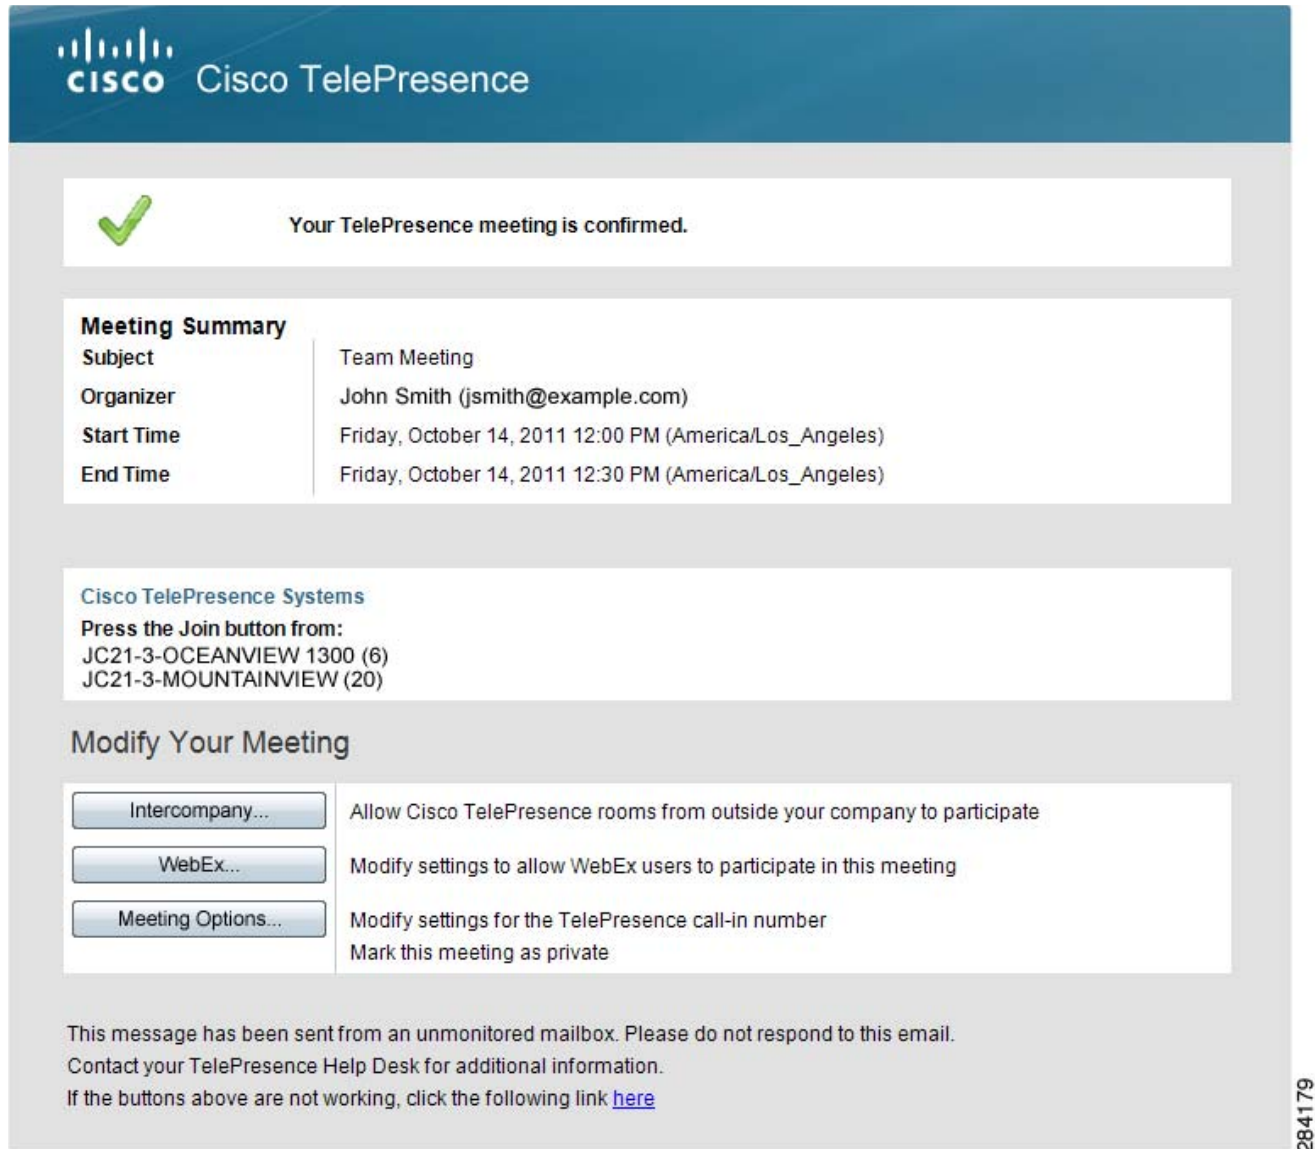 CISCO Cisco TelePresence
Your TelePresence meeting is confirmed.
Meeting Summary
Subject Team Meeting
Organizer John Smith (jsmith@example.com)
Start Time Friday, October 14, 2011 12:00 PM (America/Los_Angeles)
End Time Friday, October 14, 2011 12:30 PM (America/Los_Angeles)
Cisco TelePresence Systems
Press the Join button from:
JC21-3-OCEANVIEW 1300 (6)
JC21-3-MOUNTAINVIEW (20)
Modify Your Meeting
Intercompany... Allow Cisco TelePresence rooms from outside your company to participate
WebEx... Modify settings to allow WebEx users to participate in this meeting
Meeting Options... Modify settings for the TelePresence call-in number
Mark this meeting as private
This message has been sent from an unmonitored mailbox. Please do not respond to this email.
Contact your TelePresence Help Desk for additional information.
If the buttons above are not working, click the following link here
284179